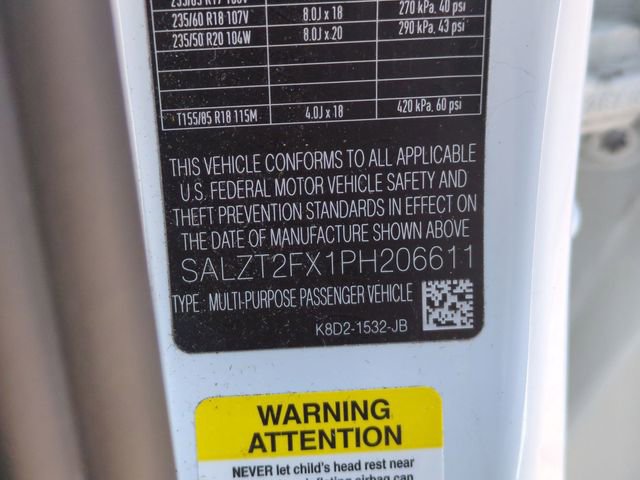 235/60 R18 107V 8.0J x 18 270 kPa. 40 psi
235/50 R20 104W 8.0J x 20 290 kPa. 43 psi
T155/85 R18 115M 4.0J x 18 420 kPa. 60 psi
THIS VEHICLE CONFORMS TO ALL APPLICABLE
U.S. FEDERAL MOTOR VEHICLE SAFETY AND
THEFT PREVENTION STANDARDS IN EFFECT ON
THE DATE OF MANUFACTURE SHOWN ABOVE
SALZT2FX1PH206611
TYPE : MULTI-PURPOSE PASSENGER VEHICLE
K8D2-1532-JB
WARNING
ATTENTION
NEVER let child's head rest near